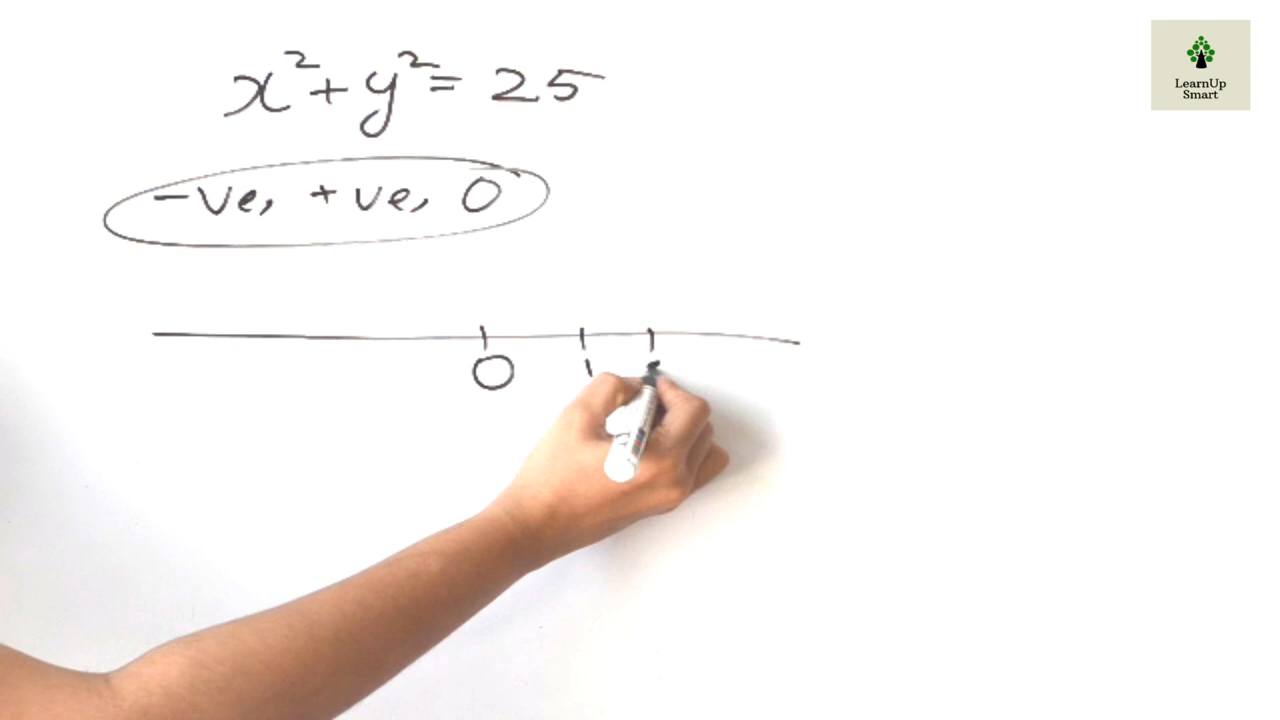 x² + y² = 25
-ve, +ve, 0
0 1
LearnUp
Smart